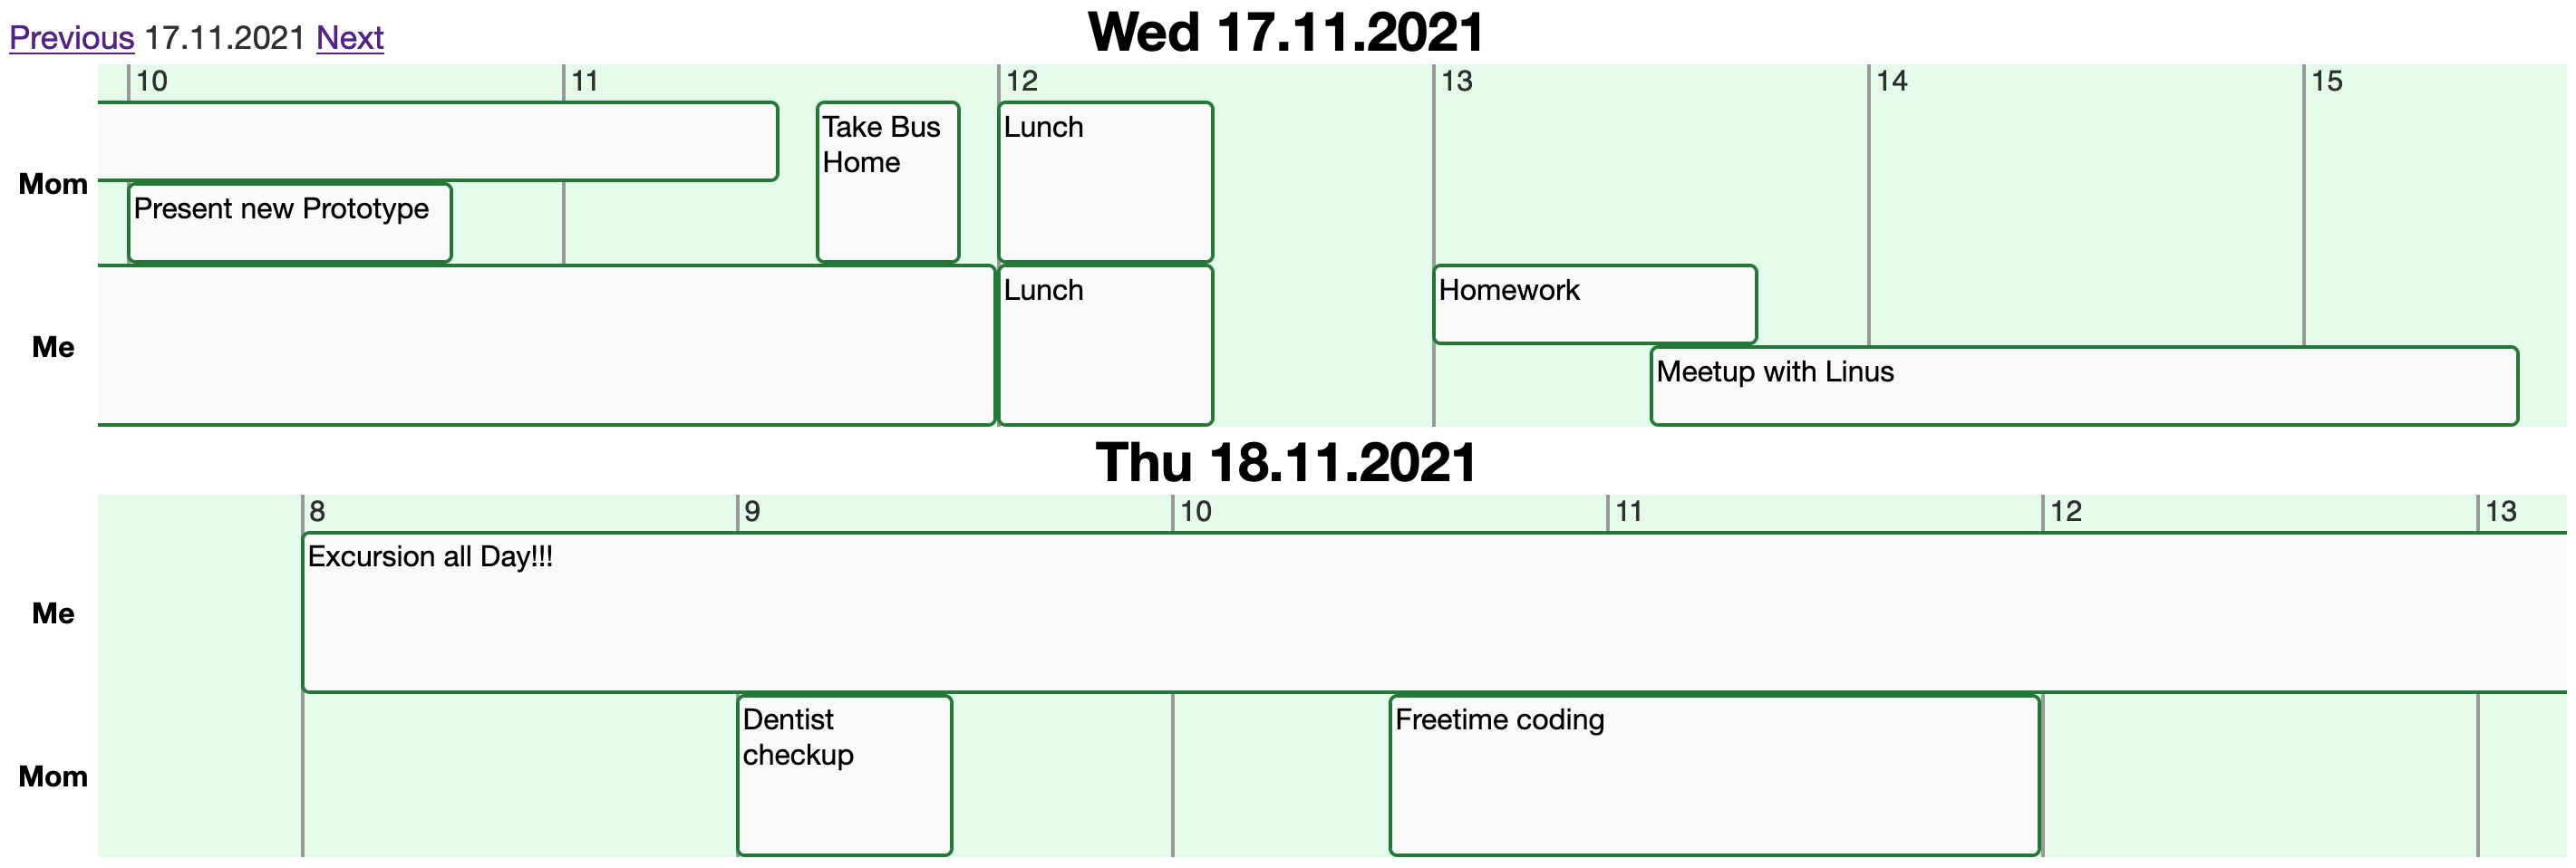 Previous 17.11.2021 Next
Wed 17.11.2021
10 11 12 13 14 15
Mom
Take Bus
Home
Lunch
Present new Prototype
Me
Lunch
Homework
Meetup with Linus
Thu 18.11.2021
8 9 10 11 12 13
Me
Excursion all Day!!!
Mom
Dentist
checkup
Freetime coding